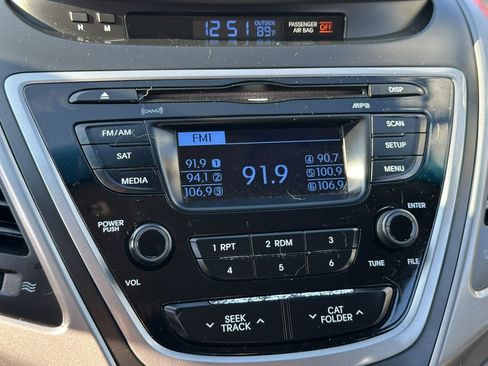 H M 12:51 OUTSIDE 89°F PASSENGER AIR BAG OFF
DISP
MP3
FM/AM
SAT
MEDIA
FM1
91.9 1
94.1 2
106.9 3
91.9
4 90.7
5 100.9
6 106.9
SCAN
SETUP
MENU
POWER
PUSH
VOL
1 RPT 2 RDM 3
4 5 6
ENTER
TUNE FILE
SEEK
TRACK
CAT
FOLDER